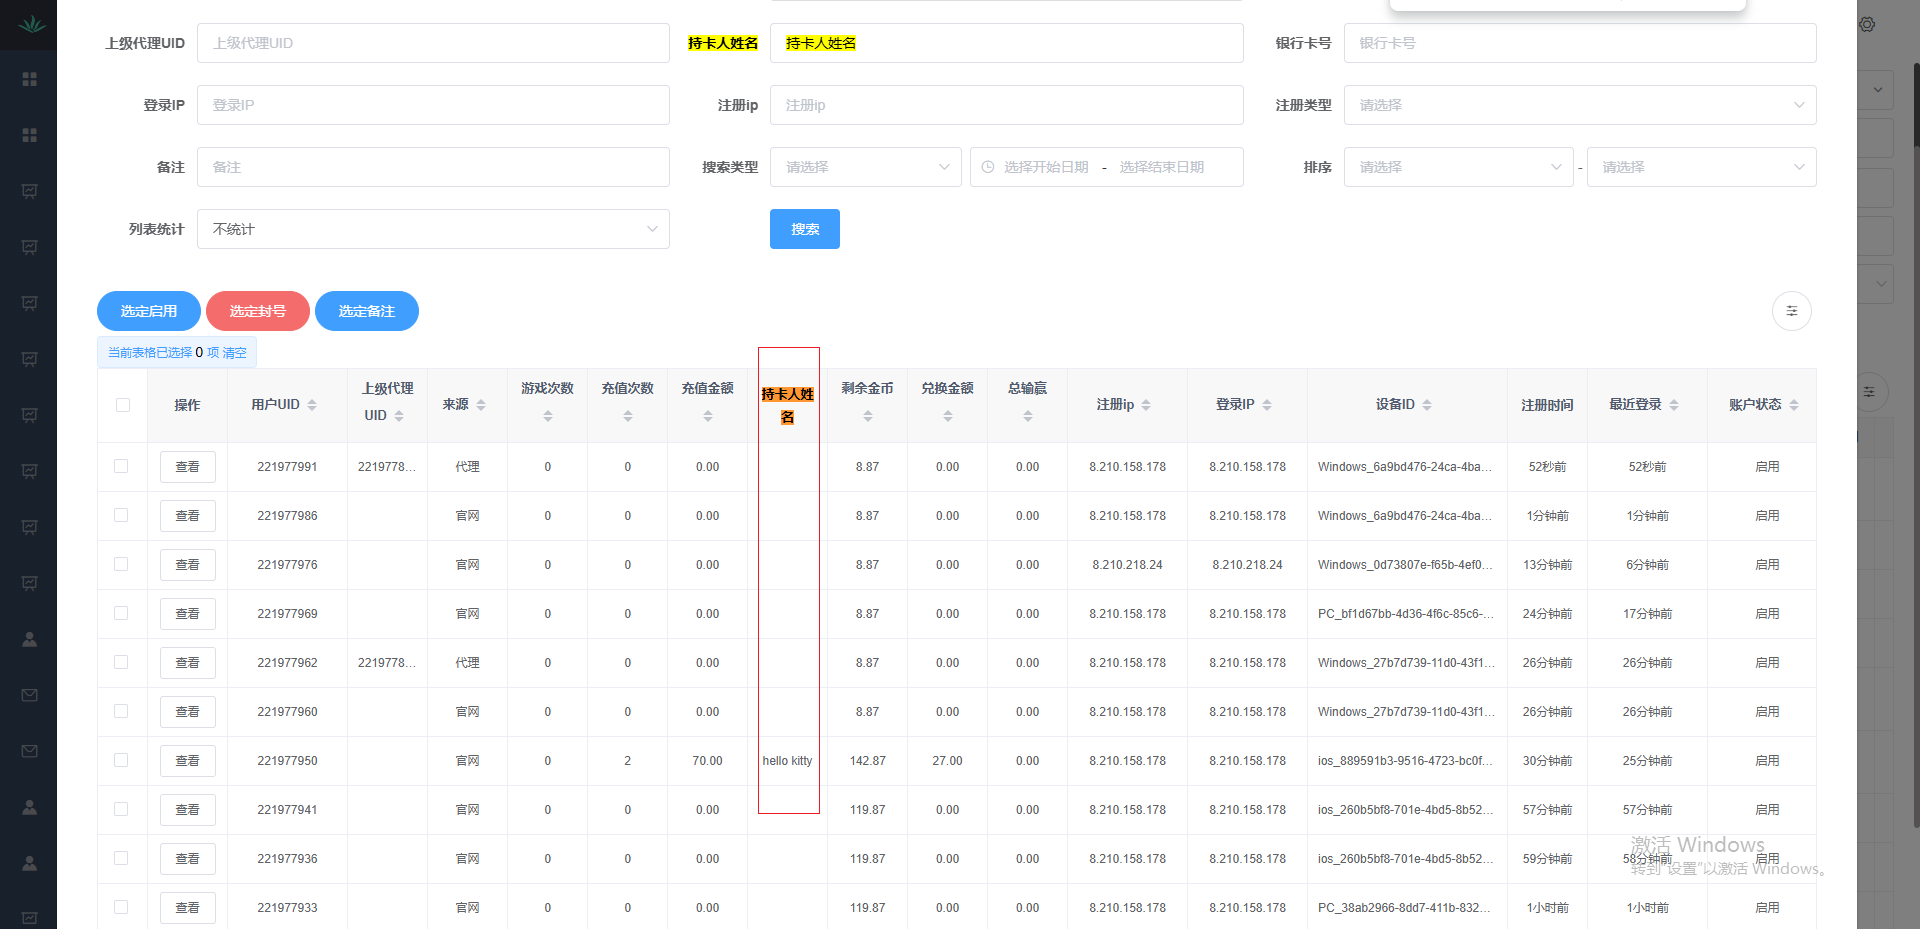 上级代理UID 上级代理UID 持卡人姓名 持卡人姓名 银行卡号 银行卡号
登录IP 登录IP 注册ip 注册ip 注册类型 请选择
备注 备注 搜索类型 请选择 选择开始日期 - 选择结束日期 排序 请选择 - 请选择
列表统计 不统计 搜索
选定启用 选定封号 选定备注
当前表格已选择 0 项 清空
操作 用户UID 上级代理UID 来源 游戏次数 充值次数 充值金额 持卡人姓名 剩余金币 兑换金额 总输赢 注册ip 登录IP 设备ID 注册时间 最近登录 账户状态
查看 221977991 2219778... 代理 0 0 0.00 8.87 0.00 0.00 8.210.158.178 8.210.158.178 Windows_6a9bd476-24ca-4ba... 52秒前 52秒前 启用
查看 221977986 官网 0 0 0.00 8.87 0.00 0.00 8.210.158.178 8.210.158.178 Windows_6a9bd476-24ca-4ba... 1分钟前 1分钟前 启用
查看 221977976 官网 0 0 0.00 8.87 0.00 0.00 8.210.218.24 8.210.218.24 Windows_0d73807e-f65b-4ef0... 13分钟前 6分钟前 启用
查看 221977969 官网 0 0 0.00 8.87 0.00 0.00 8.210.158.178 8.210.158.178 PC_bf1d67bb-4d36-4f6c-85c6-... 24分钟前 17分钟前 启用
查看 221977962 2219778... 代理 0 0 0.00 8.87 0.00 0.00 8.210.158.178 8.210.158.178 Windows_27b7d739-11d0-43f1... 26分钟前 26分钟前 启用
查看 221977960 官网 0 0 0.00 8.87 0.00 0.00 8.210.158.178 8.210.158.178 Windows_27b7d739-11d0-43f1... 26分钟前 26分钟前 启用
查看 221977950 官网 0 2 70.00 hello kitty 142.87 27.00 0.00 8.210.158.178 8.210.158.178 ios_889591b3-9516-4723-bc0f... 30分钟前 25分钟前 启用
查看 221977941 官网 0 0 0.00 119.87 0.00 0.00 8.210.158.178 8.210.158.178 ios_260b5bf8-701e-4bd5-8b52... 57分钟前 57分钟前 启用
查看 221977936 官网 0 0 0.00 119.87 0.00 0.00 8.210.158.178 8.210.158.178 ios_260b5bf8-701e-4bd5-8b52... 59分钟前 58分钟前 启用
查看 221977933 官网 0 0 0.00 119.87 0.00 0.00 8.210.158.178 8.210.158.178 PC_38ab2966-8dd7-411b-832... 1小时前 1小时前 启用
激活 Windows
转到"设置"以激活 Windows。